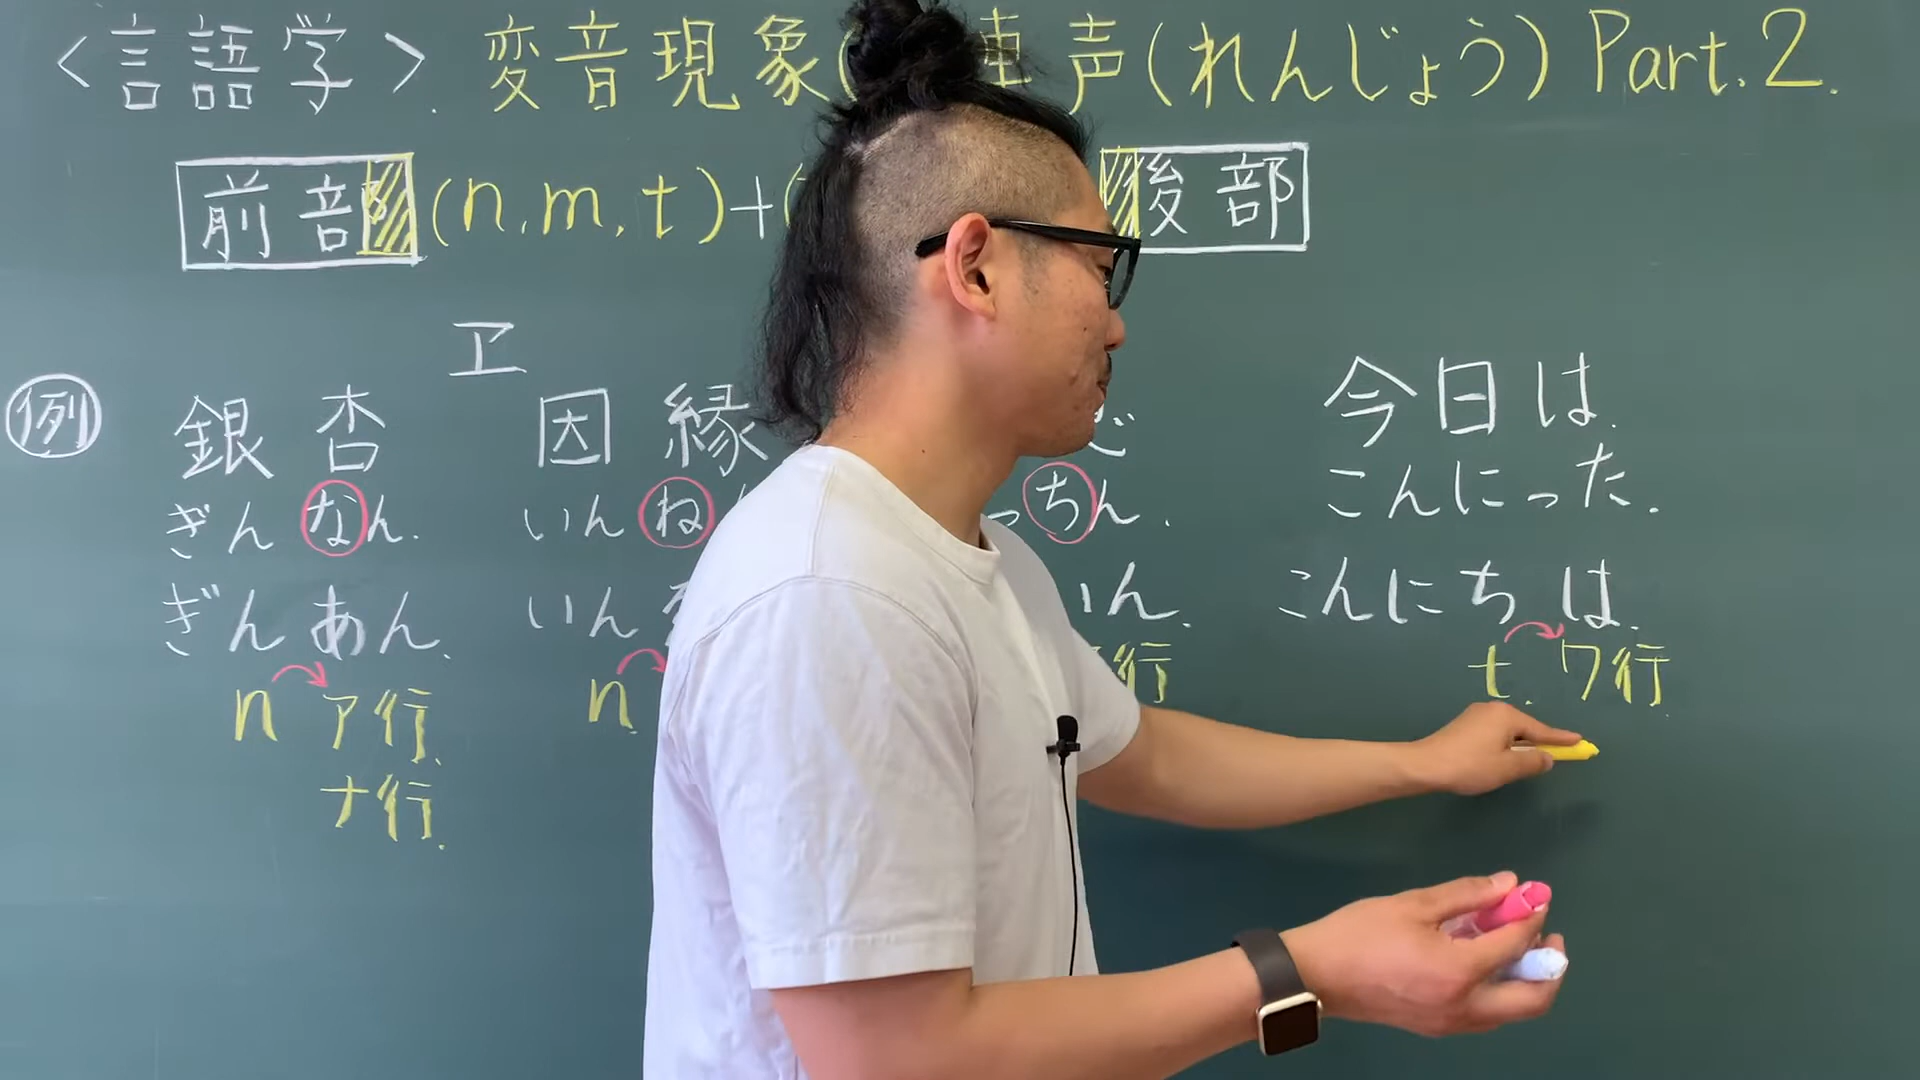 <言語学>. 変音現象( 連声(れんじょう) Part.2.
前部 (n.m.t)+( 後部
ヱ
例 銀杏 因縁 今日は.
ぎんなん. いんね っちん. こんにった.
ぎんあん. いん いん. こんにちは.
n ア行. n 行 t. ワ行.
ナ行.